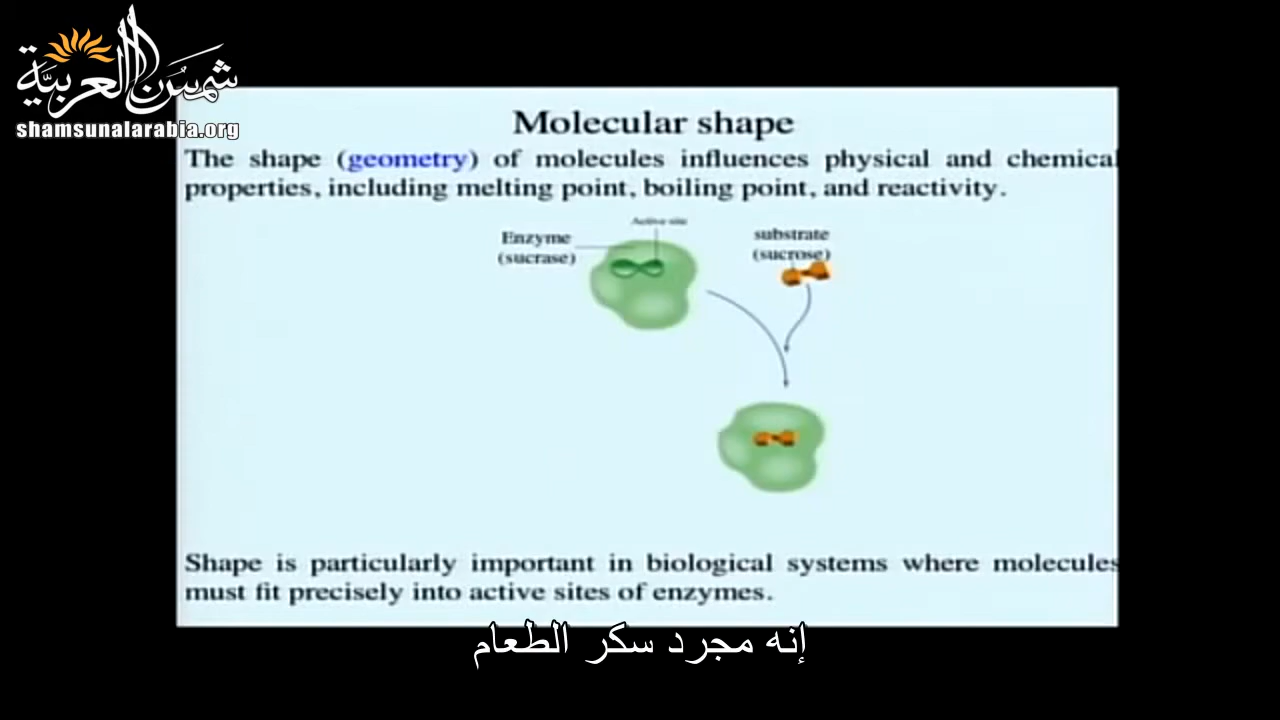 شمس العربية
shamsunalarabia.org
Molecular shape
The shape (geometry) of molecules influences physical and chemical
properties, including melting point, boiling point, and reactivity.
Active site
Enzyme
(sucrase)
substrate
(sucrose)
Shape is particularly important in biological systems where molecules
must fit precisely into active sites of enzymes.
إنه مجرد سكر الطعام